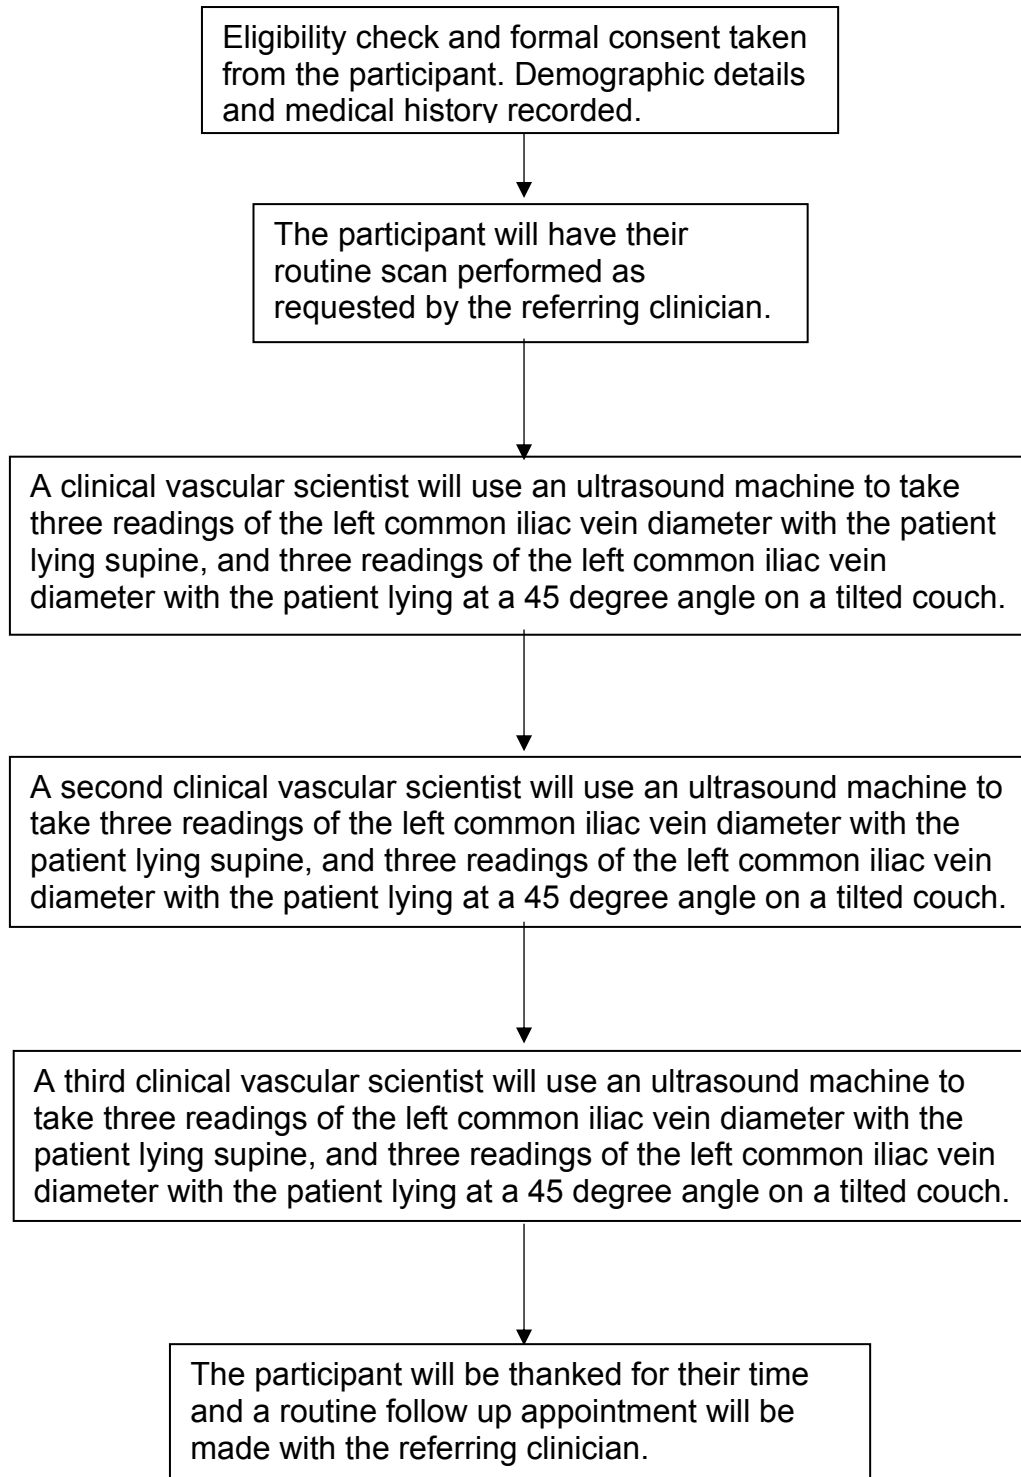 Eligibility check and formal consent taken
from the participant. Demographic details
and medical history recorded.
The participant will have their
routine scan performed as
requested by the referring clinician.
A clinical vascular scientist will use an ultrasound machine to take
three readings of the left common iliac vein diameter with the patient
lying supine, and three readings of the left common iliac vein
diameter with the patient lying at a 45 degree angle on a tilted couch.
A second clinical vascular scientist will use an ultrasound machine to
take three readings of the left common iliac vein diameter with the
patient lying supine, and three readings of the left common iliac vein
diameter with the patient lying at a 45 degree angle on a tilted couch.
A third clinical vascular scientist will use an ultrasound machine to
take three readings of the left common iliac vein diameter with the
patient lying supine, and three readings of the left common iliac vein
diameter with the patient lying at a 45 degree angle on a tilted couch.
The participant will be thanked for their time
and a routine follow up appointment will be
made with the referring clinician.